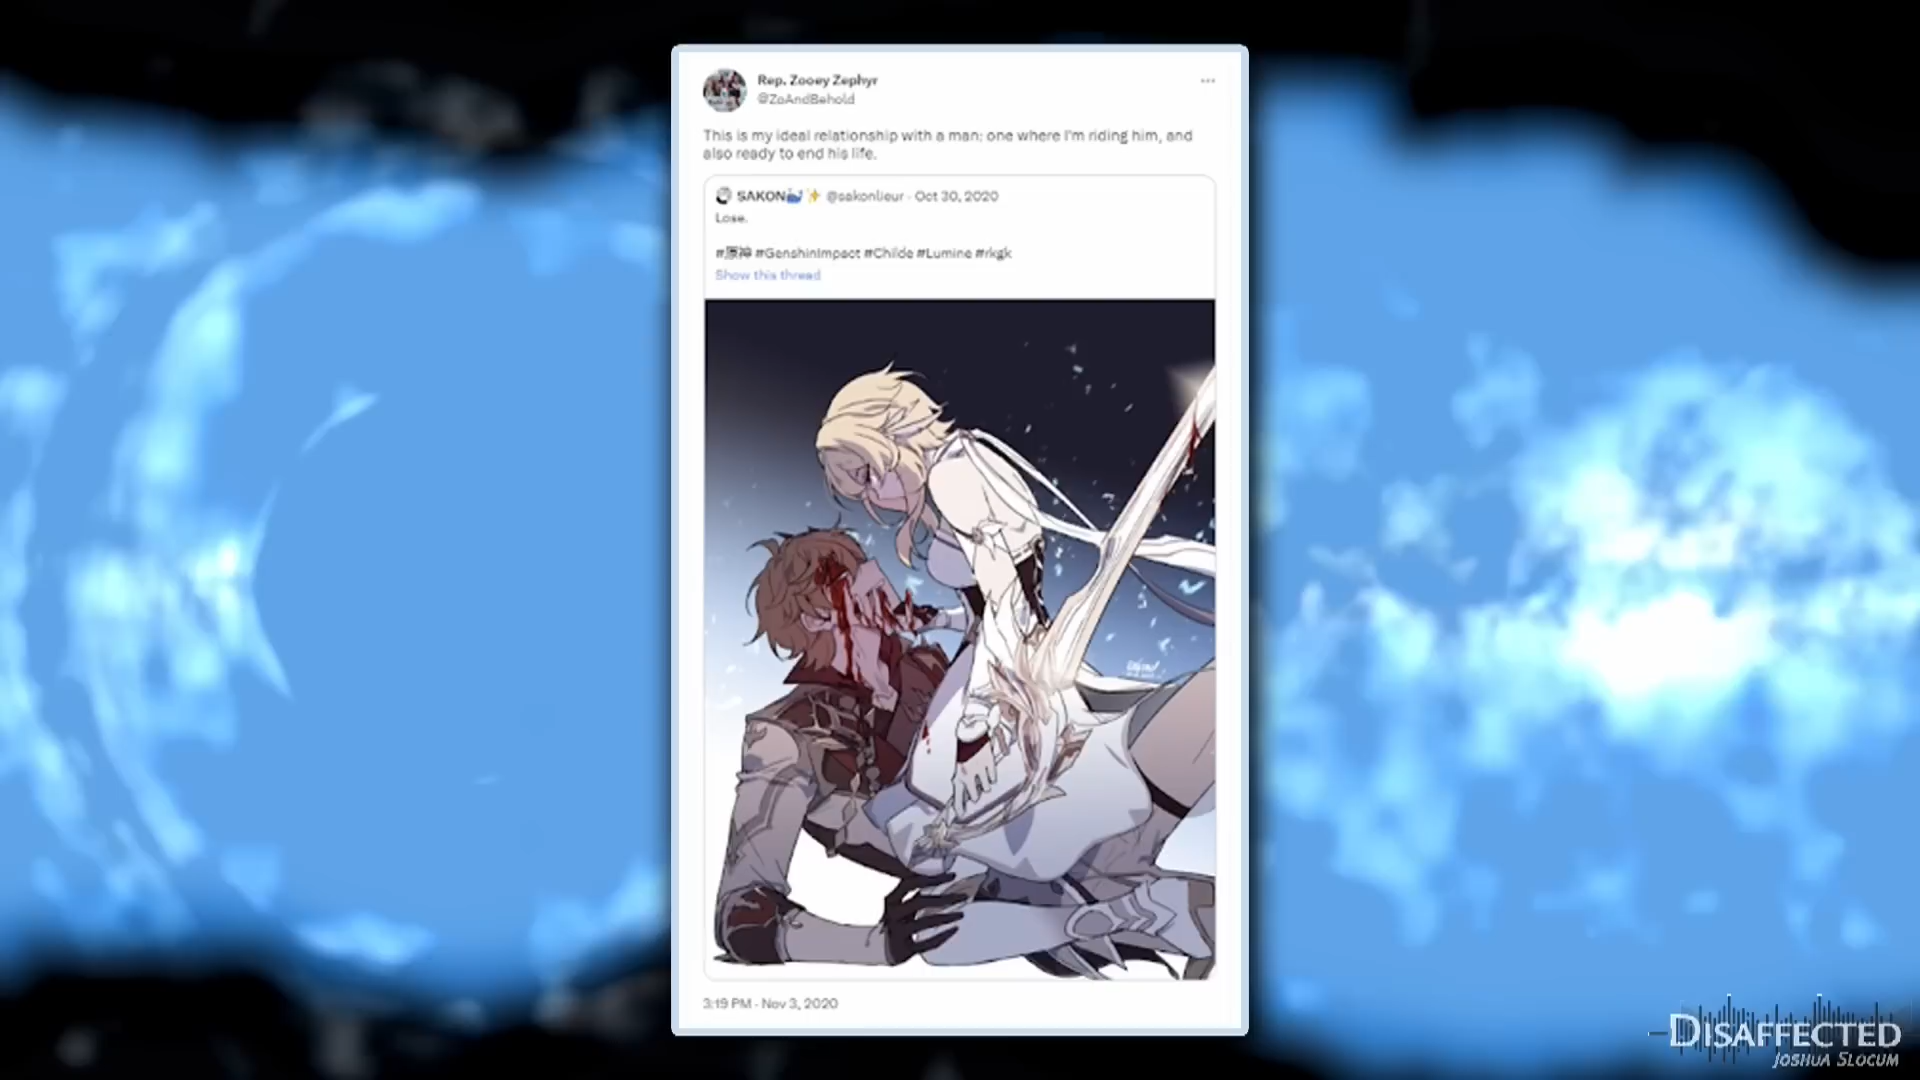 Rep. Zooey Zephyr
@ZoAndBehold
This is my ideal relationship with a man: one where I'm riding him, and
also ready to end his life.
SAKON @sakonlieur · Oct 30, 2020
Lose.
#原神 #GenshinImpact #Childe #Lumine #rkgk
Show this thread
3:19 PM · Nov 3, 2020
DISAFFECTED
JOSHUA SLOCUM